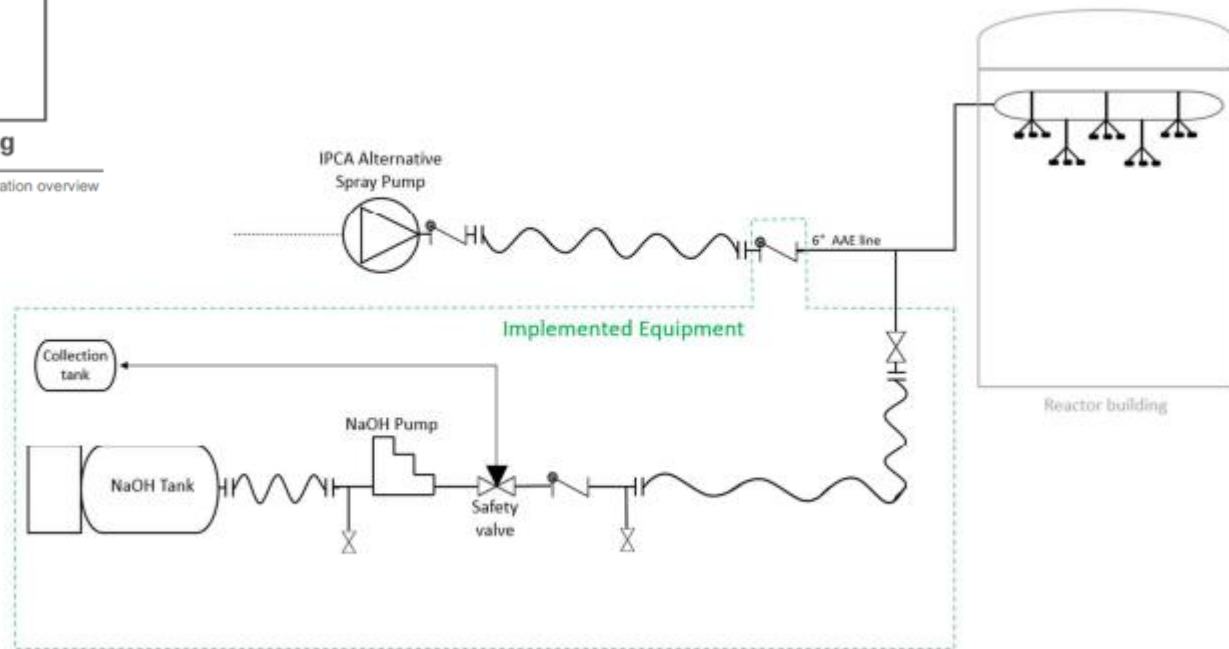 g
ation overview
IPCA Alternative
Spray Pump
6" AAE line
Implemented Equipment
Collection
tank
NaOH Pump
NaOH Tank
Safety
valve
Reactor building